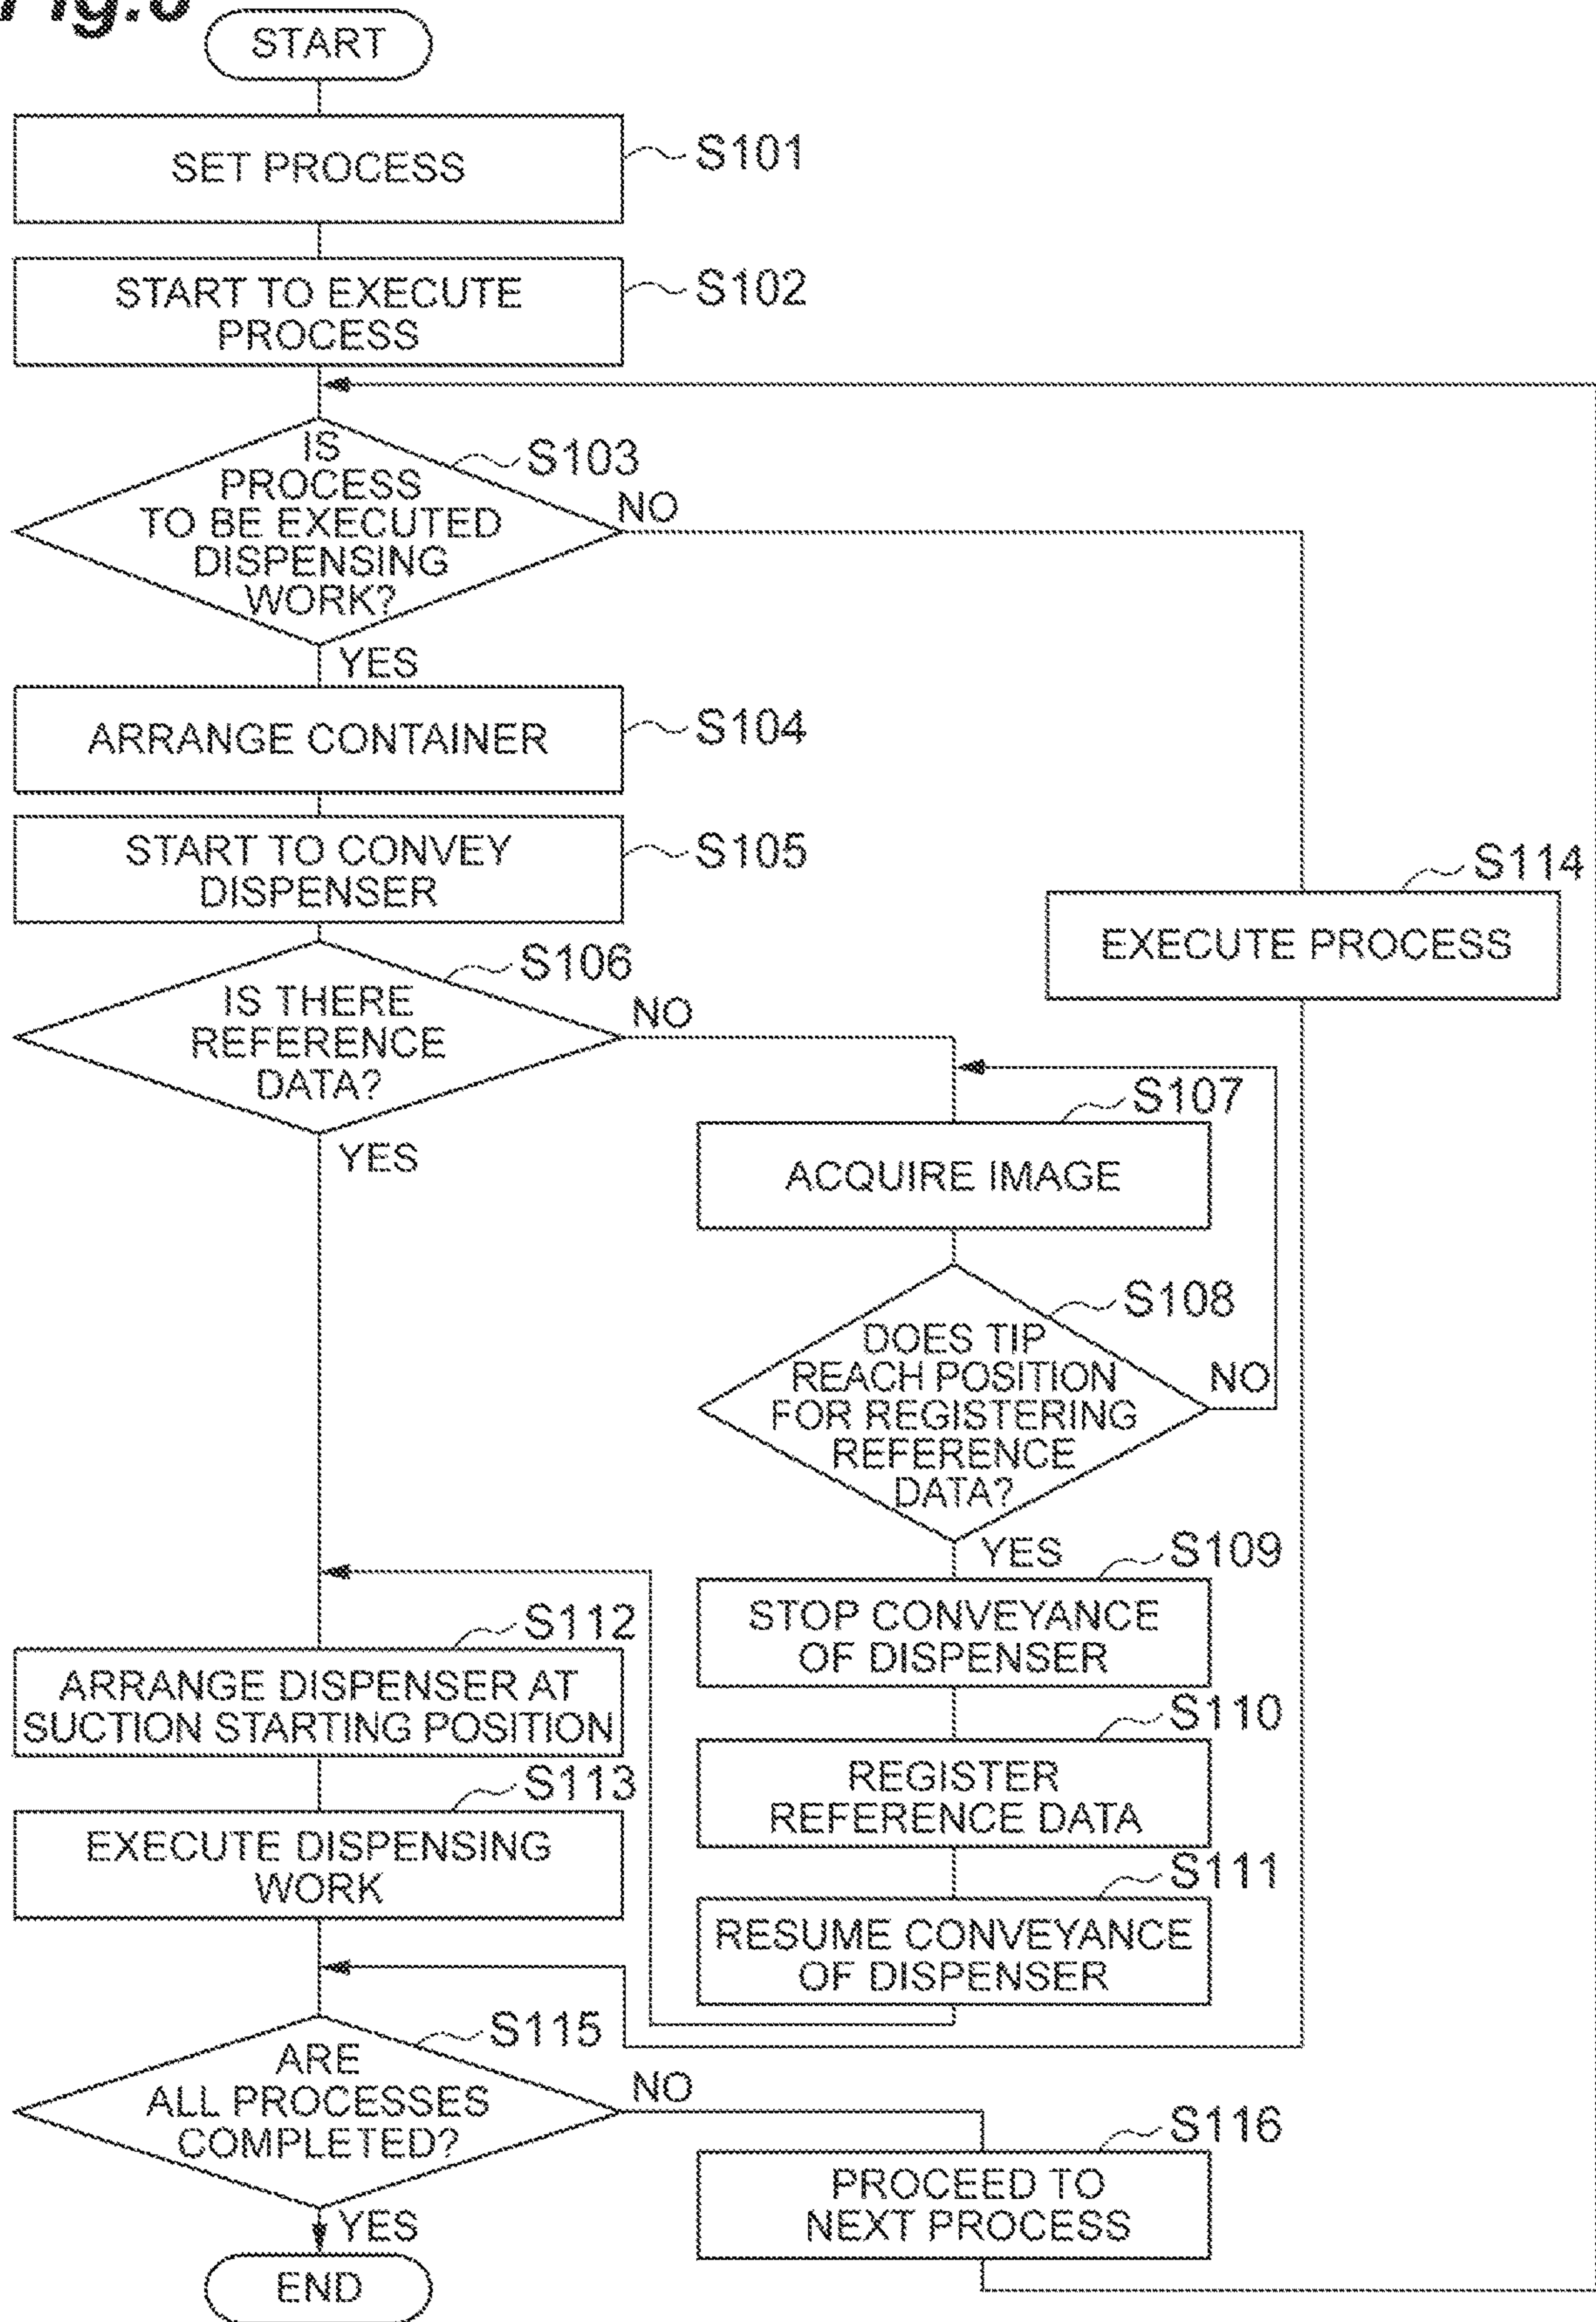 START
SET PROCESS
S101
START TO EXECUTE
PROCESS
S102
IS
PROCESS
TO BE EXECUTED
DISPENSING
WORK?
S103
NO
YES
ARRANGE CONTAINER
S104
START TO CONVEY
DISPENSER
S105
S114
EXECUTE PROCESS
IS THERE
REFERENCE
DATA?
S106
NO
YES
S107
ACQUIRE IMAGE
S108
DOES TIP
REACH POSITION
FOR REGISTERING
REFERENCE
DATA?
NO
YES
S109
STOP CONVEYANCE
OF DISPENSER
S110
REGISTER
REFERENCE DATA
S111
RESUME CONVEYANCE
OF DISPENSER
S112
ARRANGE DISPENSER AT
SUCTION STARTING POSITION
S113
EXECUTE DISPENSING
WORK
S115
ARE
ALL PROCESSES
COMPLETED?
NO
YES
S116
PROCEED TO
NEXT PROCESS
END